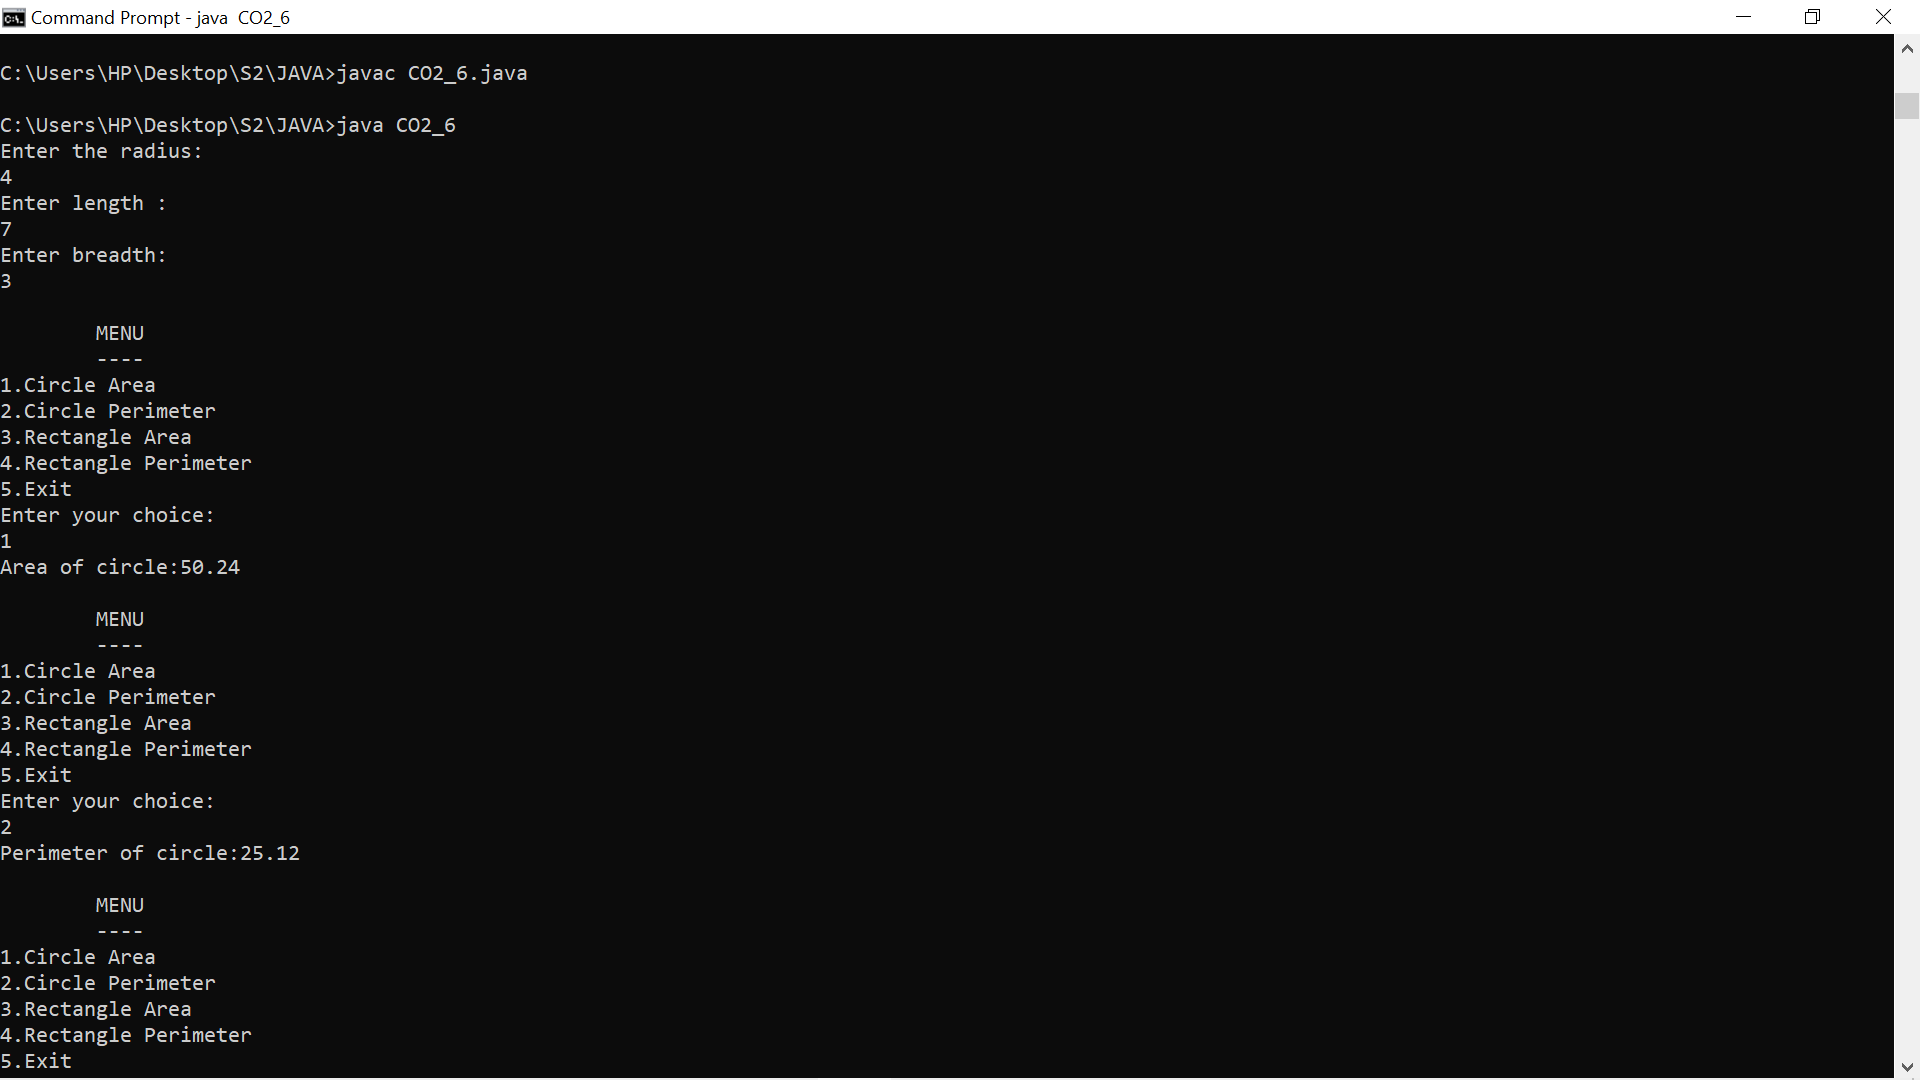 Command Prompt - java  CO2_6
C:\Users\HP\Desktop\S2\JAVA>javac CO2_6.java
C:\Users\HP\Desktop\S2\JAVA>java CO2_6
Enter the radius:
4
Enter length :
7
Enter breadth:
3
MENU
----
1.Circle Area
2.Circle Perimeter
3.Rectangle Area
4.Rectangle Perimeter
5.Exit
Enter your choice:
1
Area of circle:50.24
MENU
----
1.Circle Area
2.Circle Perimeter
3.Rectangle Area
4.Rectangle Perimeter
5.Exit
Enter your choice:
2
Perimeter of circle:25.12
MENU
----
1.Circle Area
2.Circle Perimeter
3.Rectangle Area
4.Rectangle Perimeter
5.Exit